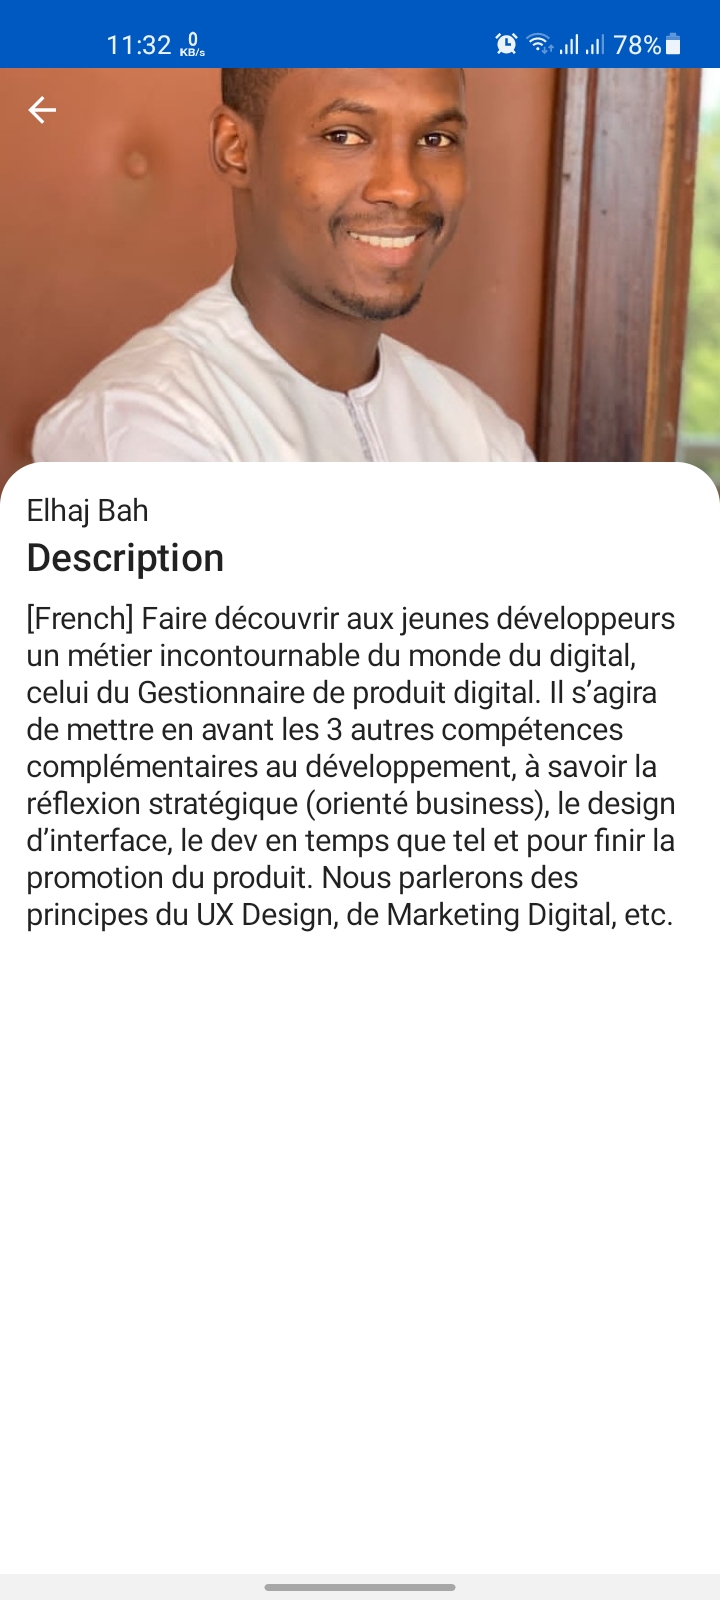 11:32 0 KB/s 78%
Elhaj Bah
Description
[French] Faire découvrir aux jeunes développeurs
un métier incontournable du monde du digital,
celui du Gestionnaire de produit digital. Il s’agira
de mettre en avant les 3 autres compétences
complémentaires au développement, à savoir la
réflexion stratégique (orienté business), le design
d’interface, le dev en temps que tel et pour finir la
promotion du produit. Nous parlerons des
principes du UX Design, de Marketing Digital, etc.